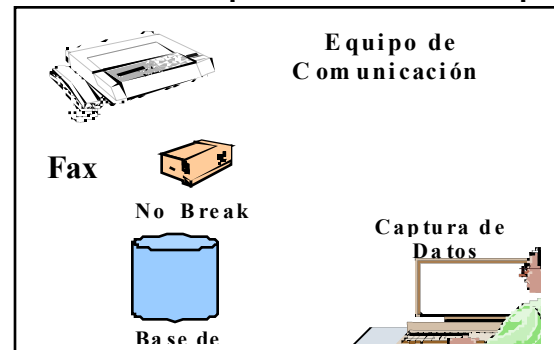 Equipo de
Comunicación
Fax
No Break
Captura de
Datos
Base de